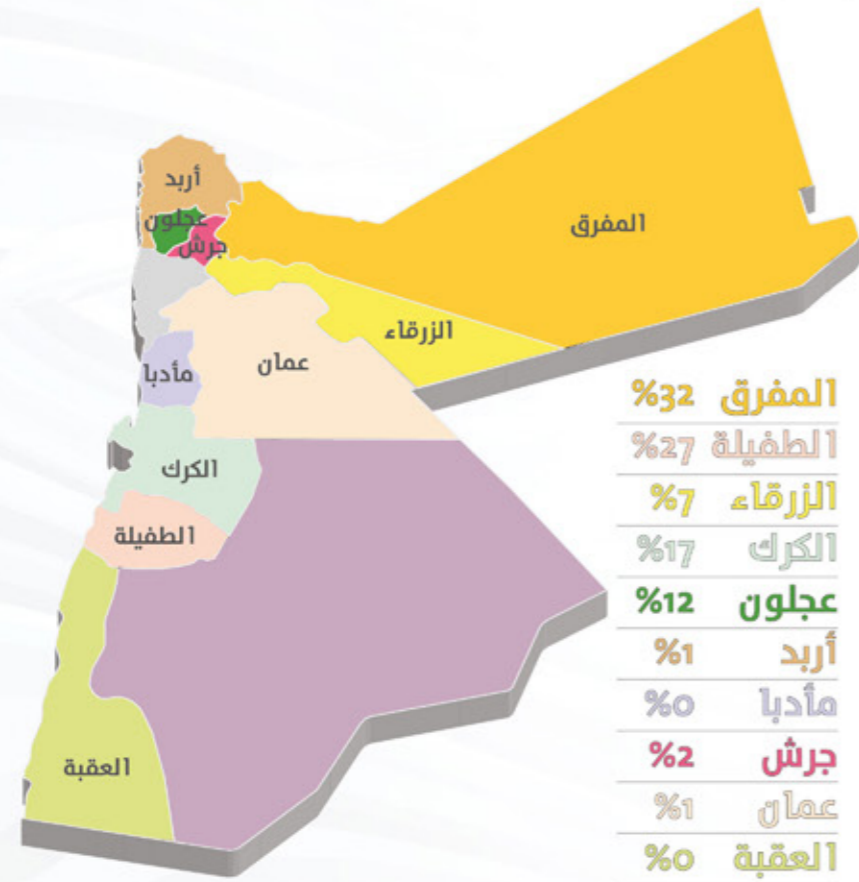 أربد
عجلون
جرش
المفرق
الزرقاء
عمان
مأدبا
الكرك
الطفيلة
العقبة
المفرق %32
الطفيلة %27
الزرقاء %7
الكرك %17
عجلون %12
أربد %1
مأدبا %0
جرش %2
عمان %1
العقبة %0